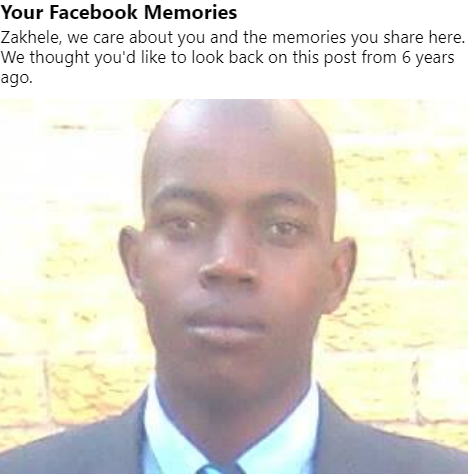 Your Facebook Memories
Zakhele, we care about you and the memories you share here.
We thought you'd like to look back on this post from 6 years
ago.